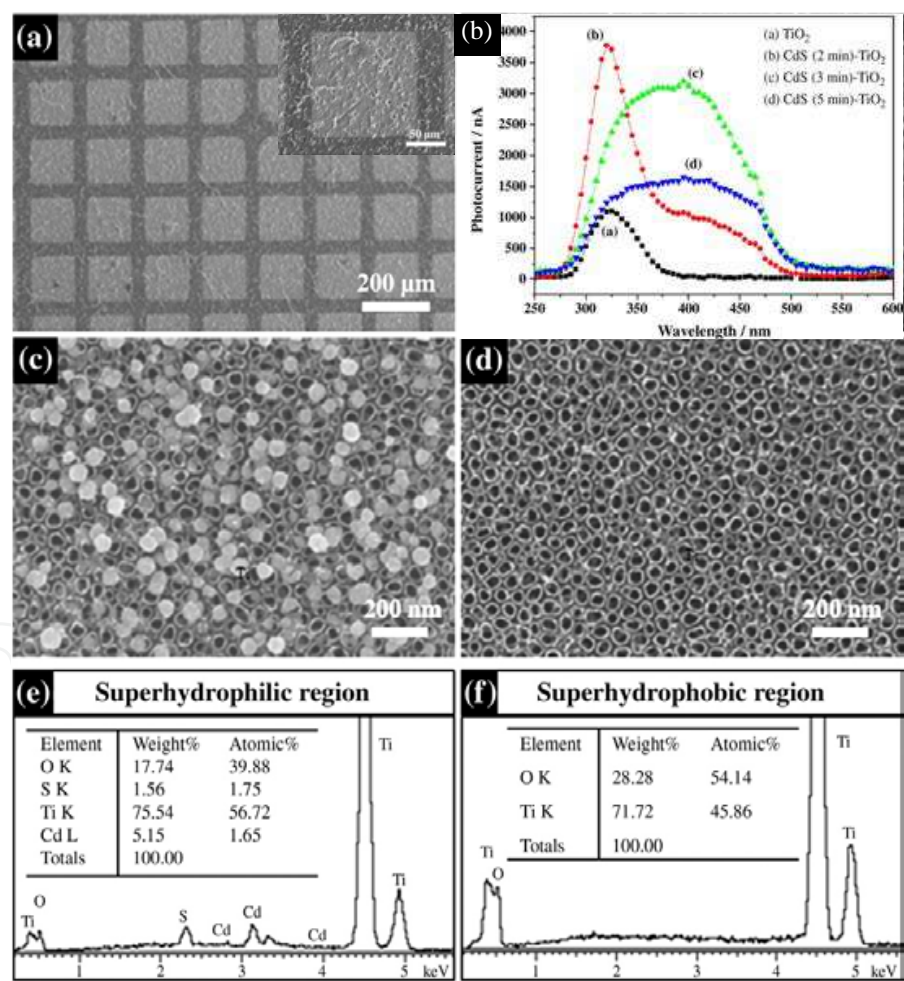 (a)
50 μm
200 μm
(b)
Photocurrent / nA
4000
3500
3000
2500
2000
1500
1000
500
0
250 300 350 400 450 500 550 600
Wavelength / nm
(a) TiO₂
(b) CdS (2 min)-TiO₂
(c) CdS (3 min)-TiO₂
(d) CdS (5 min)-TiO₂
(b)
(c)
(d)
(a)
(c)
T
200 nm
(d)
T
200 nm
(e) Superhydrophilic region
Element Weight% Atomic%
O K 17.74 39.88
S K 1.56 1.75
Ti K 75.54 56.72
Cd L 5.15 1.65
Totals 100.00
Ti
Ti
O
Ti
S
Cd
Cd
Cd
1 2 3 4 5 keV
(f) Superhydrophobic region
Element Weight% Atomic%
O K 28.28 54.14
Ti K 71.72 45.86
Totals 100.00
Ti
Ti
Ti
O
1 2 3 4 5 keV